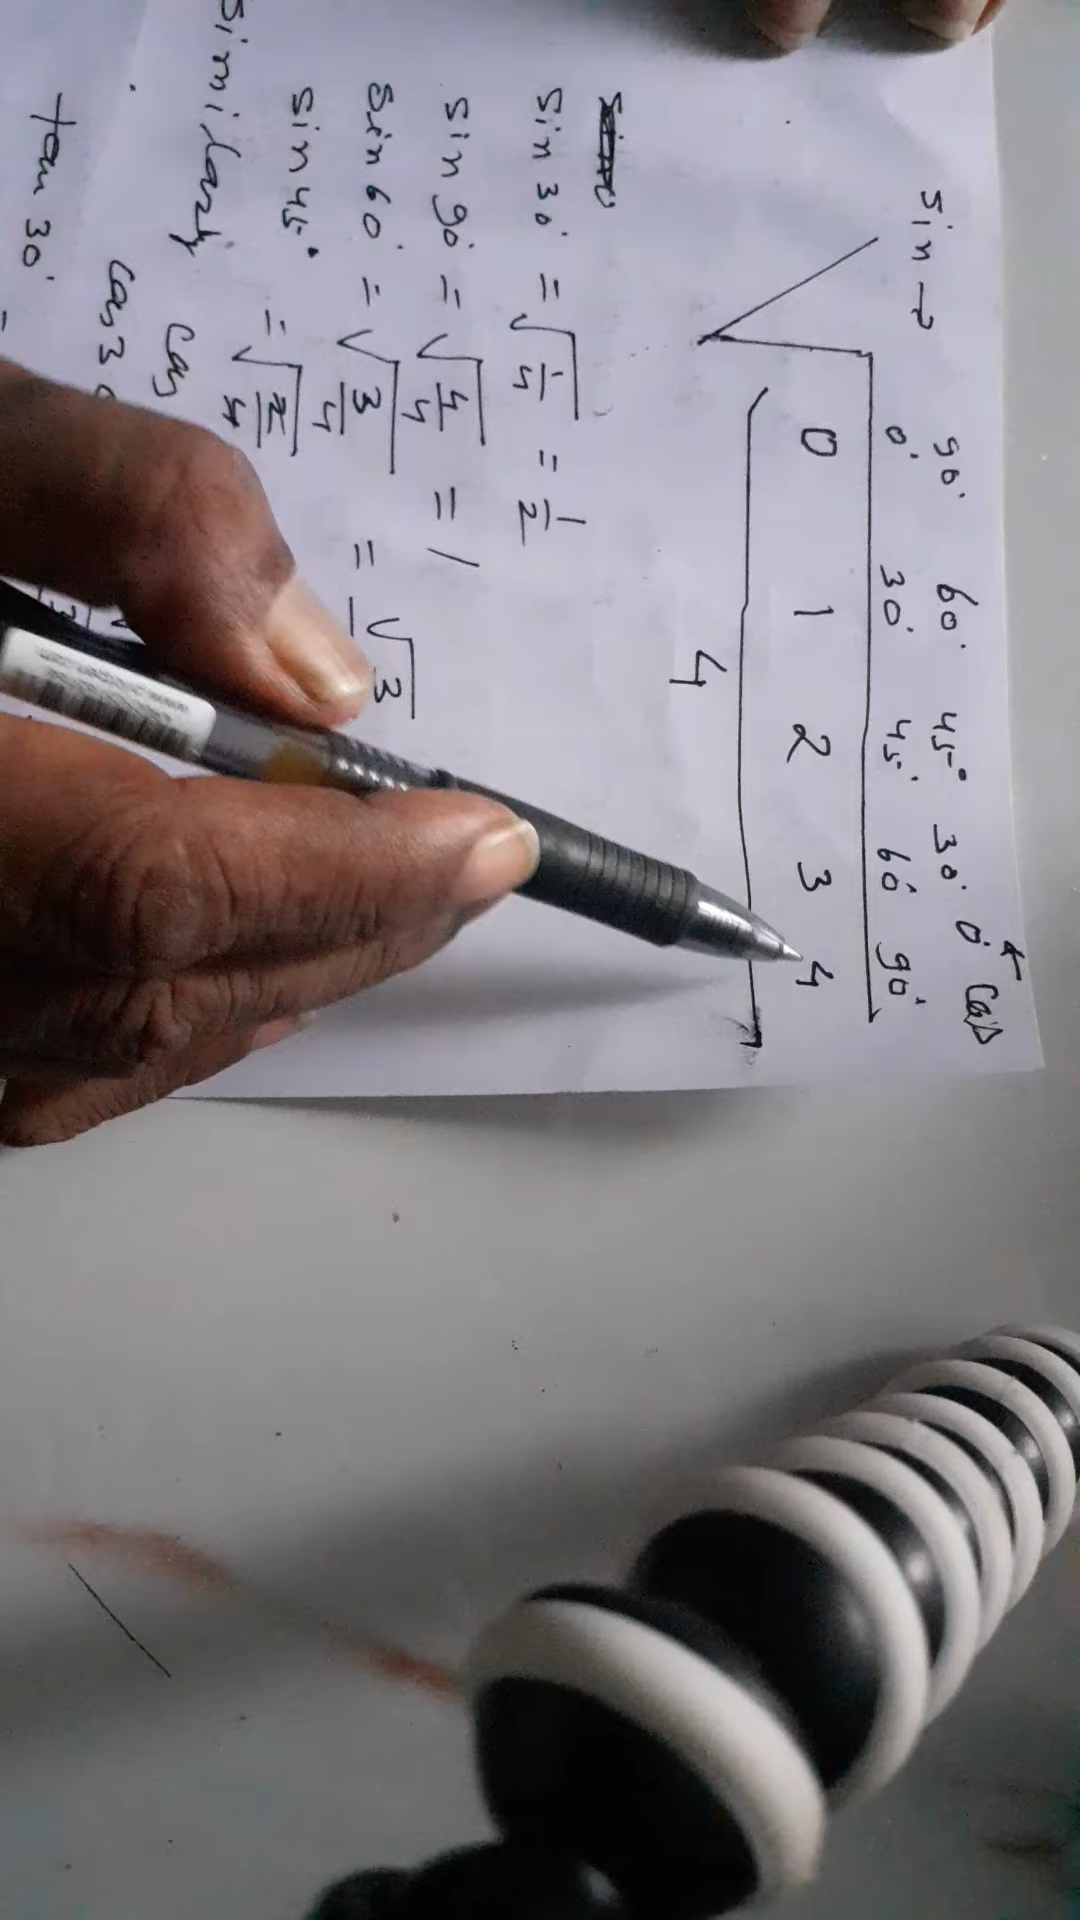 90° 60° 45° 30° 0° ← Cos
Sin → 0° 30° 45° 60° 90°
0 1 2 3 4
4
Sin 30° = √1/4 = 1/2
Sin 90° = √4/4 = 1
Sin 60° = √3/4 = √3
Sin 45° = √2/4
Similarly Cos
Cos 3
tan 30° =